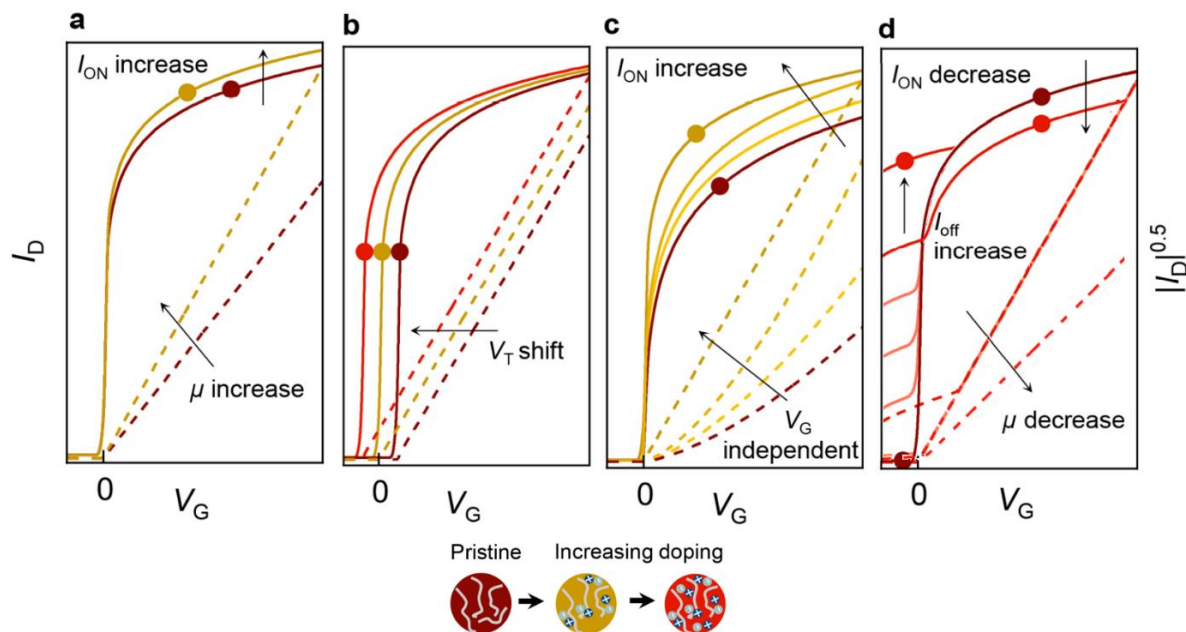 a
b
c
d
I_ON increase
I_ON increase
I_ON decrease
I_D
|I_D|^0.5
I_off
increase
V_T shift
μ increase
V_G
independent
μ decrease
0
0
0
0
V_G
V_G
V_G
V_G
Pristine
Increasing doping